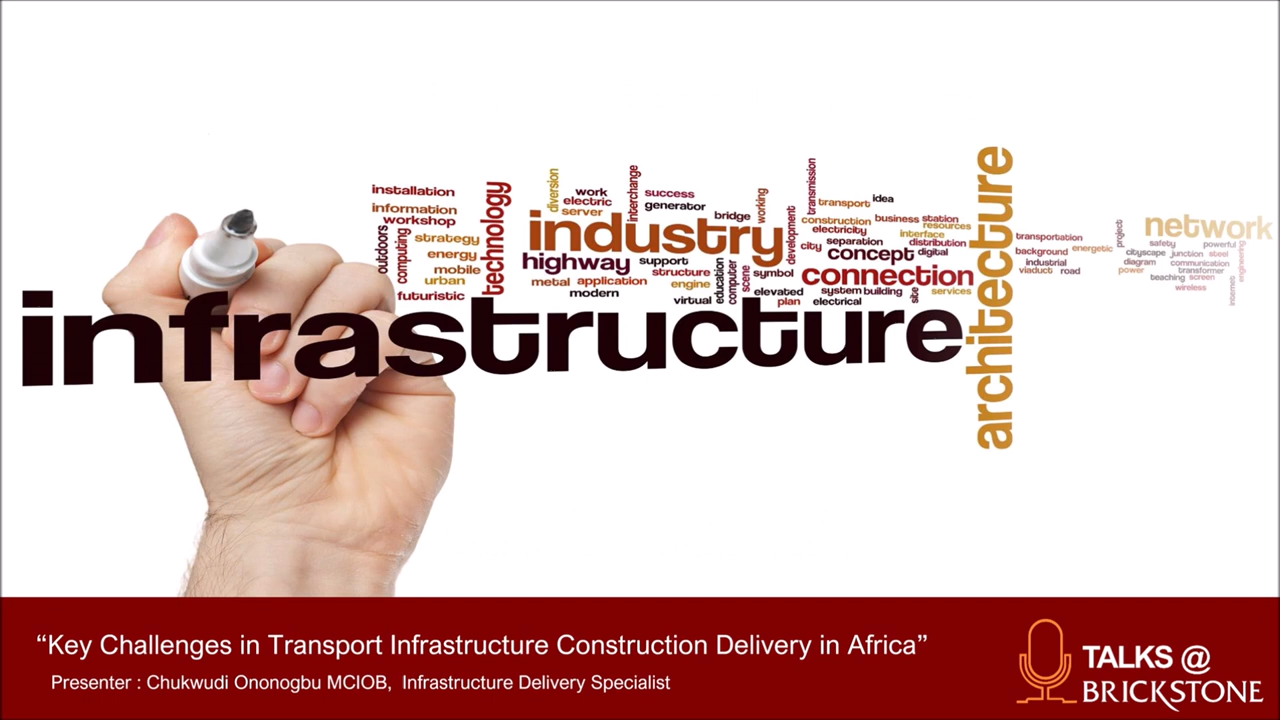 installation
information
workshop
outdoors
computing
strategy
energy
mobile
urban
futuristic
technology
diversion
work
electric
server
interchange
success
generator
bridge
working
industry
highway
support
metal
application
structure
engine
modern
virtual
education
computer
scene
symbol
elevated
plan
development
transmission
transport
idea
construction
business
station
resources
electricity
interface
city
separation
distribution
concept
digital
connection
system
building
electrical
site
services
infrastructure
architecture
transportation
background
energetic
industrial
viaduct
road
project
network
safety
powerful
cityscape
junction
steel
diagram
communication
power
transformer
teaching
screen
wireless
internet
engineering
“Key Challenges in Transport Infrastructure Construction Delivery in Africa”
Presenter : Chukwudi Ononogbu MCIOB, Infrastructure Delivery Specialist
TALKS @
BRICKSTONE